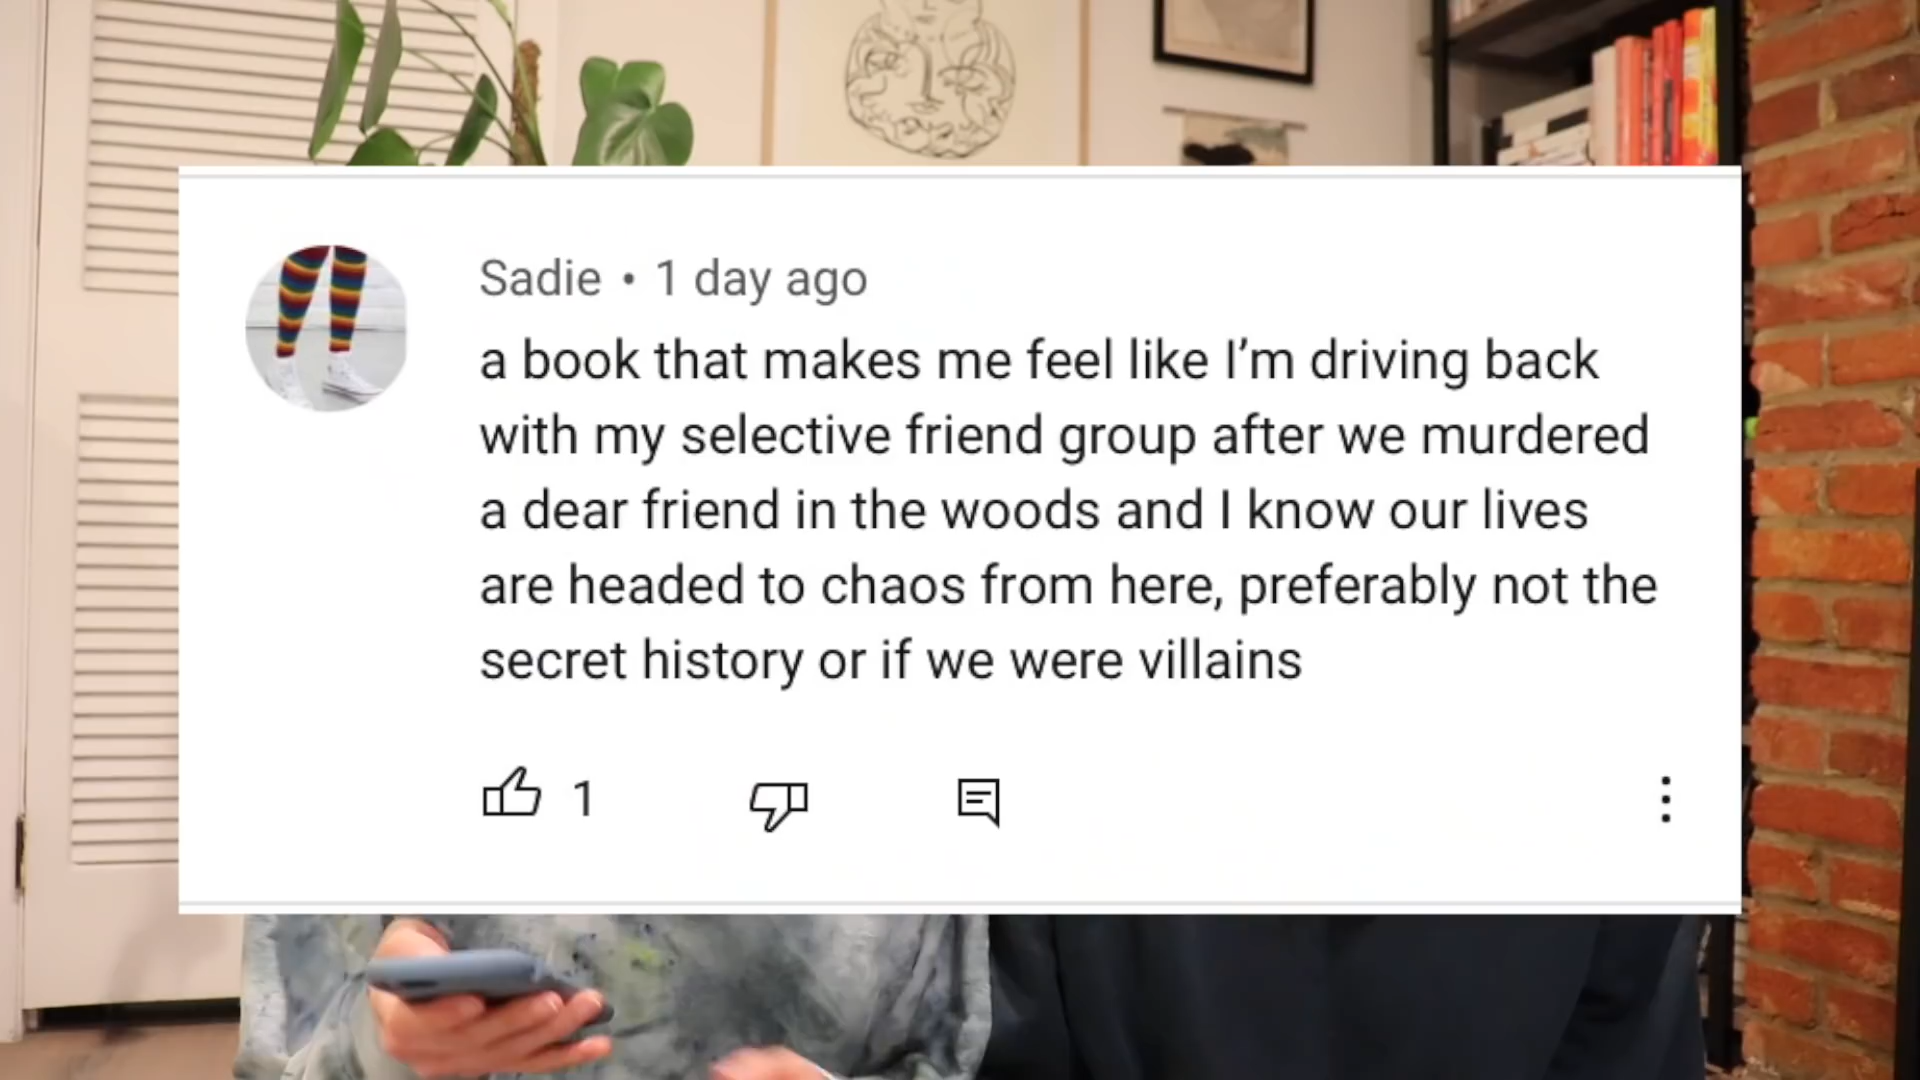 Sadie • 1 day ago
a book that makes me feel like I’m driving back
with my selective friend group after we murdered
a dear friend in the woods and I know our lives
are headed to chaos from here, preferably not the
secret history or if we were villains
1